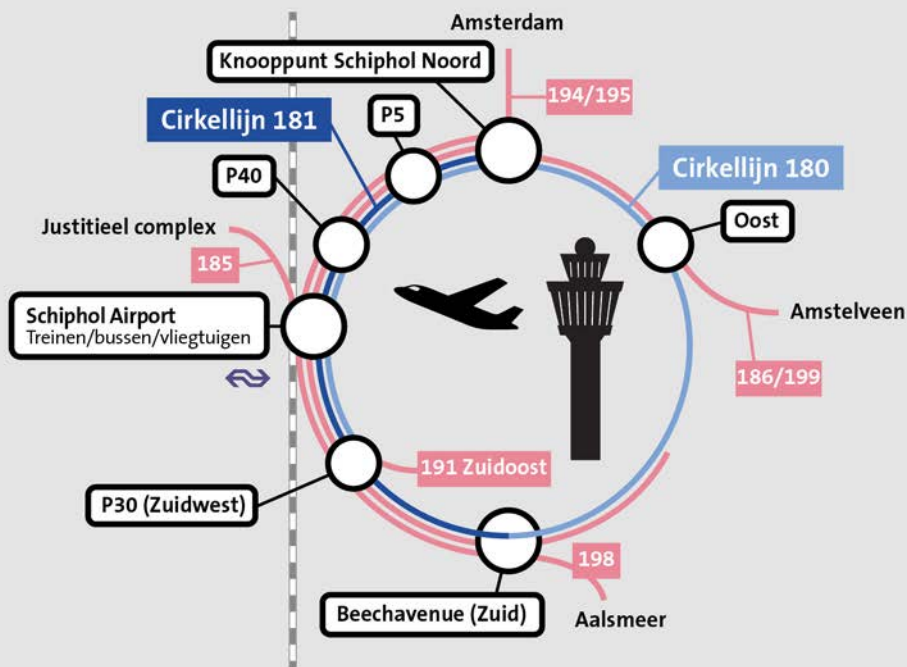 Amsterdam
Knooppunt Schiphol Noord
194/195
Cirkellijn 181
P5
Cirkellijn 180
P40
Oost
Justitieel complex
185
Schiphol Airport
Treinen/bussen/vliegtuigen
Amstelveen
186/199
191 Zuidoost
P30 (Zuidwest)
198
Beechavenue (Zuid)
Aalsmeer